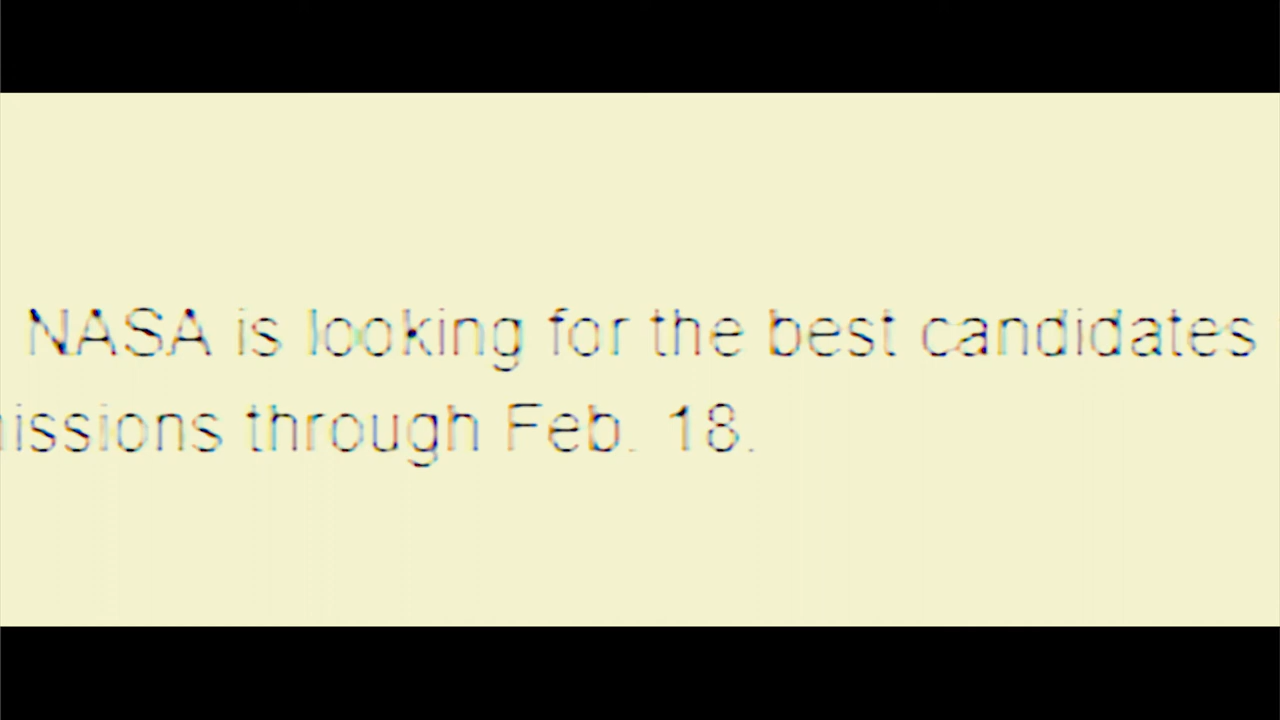 NASA is looking for the best candidates
issions through Feb. 18.